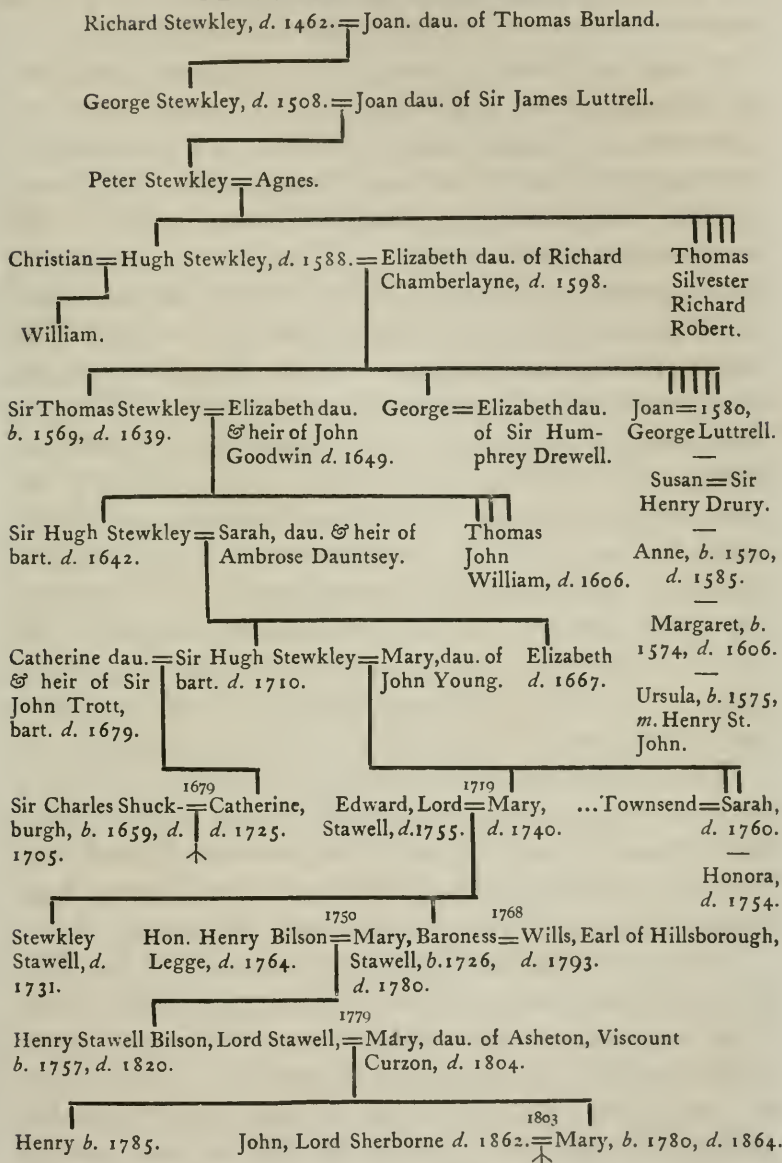 Richard Stewkley, d. 1462.=Joan. dau. of Thomas Burland.
George Stewkley, d. 1508.=Joan dau. of Sir James Luttrell.
Peter Stewkley=Agnes.
Christian=Hugh Stewkley, d. 1588.=Elizabeth dau. of Richard
Chamberlayne, d. 1598.
William.
Thomas
Silvester
Richard
Robert.
Sir Thomas Stewkley=Elizabeth dau.
b. 1569, d. 1639.
& heir of John
Goodwin d. 1649.
George=Elizabeth dau.
of Sir Hum-
phrey Drewell.
Joan=1580,
George Luttrell.
—
Susan=Sir
Henry Drury.
—
Anne, b. 1570,
d. 1585.
—
Margaret, b.
1574, d. 1606.
—
Ursula, b. 1575,
m. Henry St.
John.
Sir Hugh Stewkley=Sarah, dau. & heir of
bart. d. 1642.
Ambrose Dauntsey.
Thomas
John
William, d. 1606.
Catherine dau.=Sir Hugh Stewkley=Mary, dau. of
& heir of Sir
John Trott,
bart. d. 1679.
bart. d. 1710.
John Young.
Elizabeth
d. 1667.
1679
Sir Charles Shuck-=Catherine,
burgh, b. 1659, d.
1705.
d. 1725.
1719
Edward, Lord=Mary,
Stawell, d. 1755.
d. 1740.
...Townsend=Sarah,
d. 1760.
—
Honora,
d. 1754.
Stewkley
Stawell, d.
1731.
1750
1768
Hon. Henry Bilson=Mary, Baroness=Wills, Earl of Hillsborough,
Legge, d. 1764.
Stawell, b. 1726,
d. 1780.
d. 1793.
1779
Henry Stawell Bilson, Lord Stawell,=Mary, dau. of Asheton, Viscount
b. 1757, d. 1820.
Curzon, d. 1804.
1803
Henry b. 1785.
John, Lord Sherborne d. 1862.=Mary, b. 1780, d. 1864.